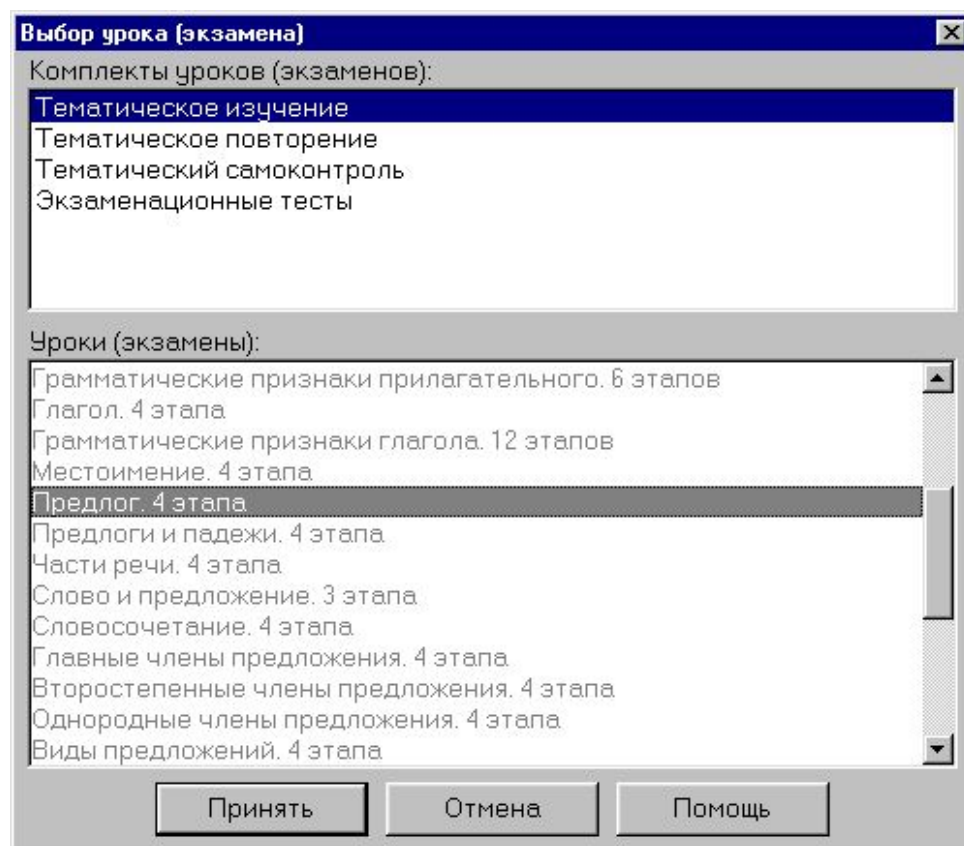 Выбор урока (экзамена)
Комплекты уроков (экзаменов):
Тематическое изучение
Тематическое повторение
Тематический самоконтроль
Экзаменационные тесты
Уроки (экзамены):
Грамматические признаки прилагательного. 6 этапов
Глагол. 4 этапа
Грамматические признаки глагола. 12 этапов
Местоимение. 4 этапа
Предлог. 4 этапа
Предлоги и падежи. 4 этапа
Части речи. 4 этапа
Слово и предложение. 3 этапа
Словосочетание. 4 этапа
Главные члены предложения. 4 этапа
Второстепенные члены предложения. 4 этапа
Однородные члены предложения. 4 этапа
Виды предложений. 4 этапа
Принять Отмена Помощь